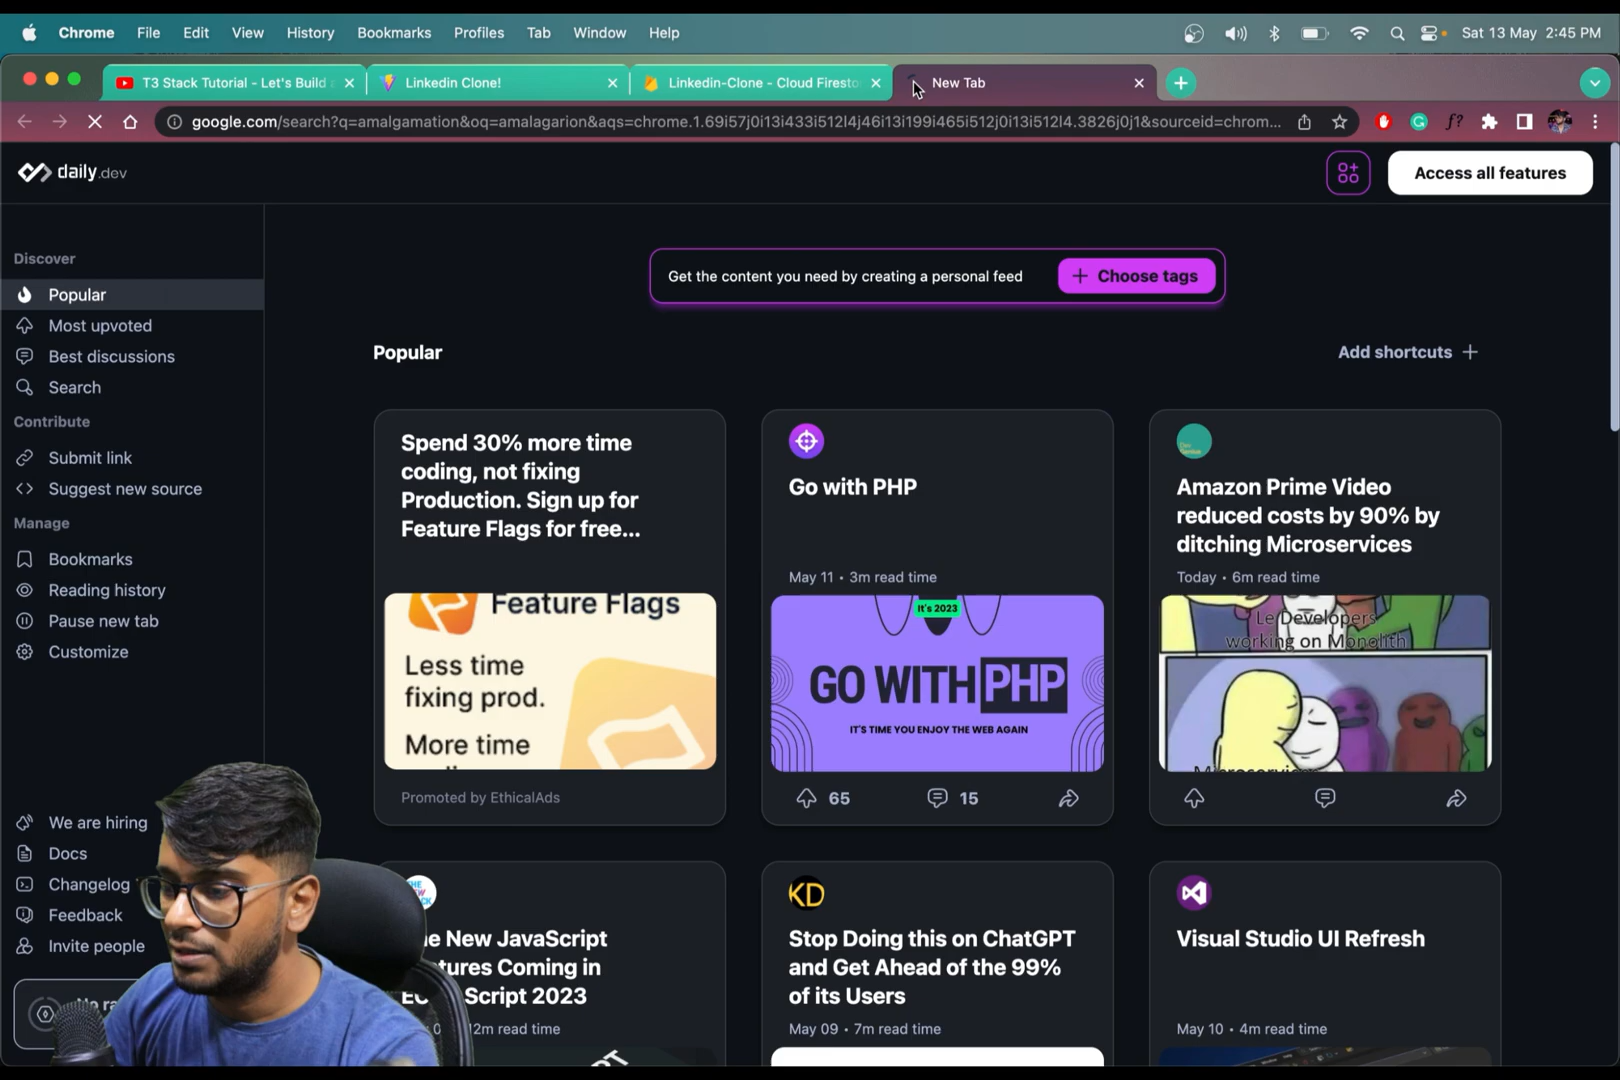 Chrome File Edit View History Bookmarks Profiles Tab Window Help Sat 13 May 2:45 PM
T3 Stack Tutorial - Let's Build Linkedin Clone! Linkedin-Clone - Cloud Firesto New Tab
google.com/search?q=amalgamation&oq=amalagarion&aqs=chrome.1.69i57j0i13i433i512l4j46i13i199i465i512j0i13i512l4.3826j0j1&sourceid=chrom... f?
daily.dev
Access all features
Discover
Popular
Most upvoted
Best discussions
Search
Contribute
Submit link
Suggest new source
Manage
Bookmarks
Reading history
Pause new tab
Customize
We are hiring
Docs
Changelog
Feedback
Invite people
Get the content you need by creating a personal feed
+ Choose tags
Popular
Add shortcuts +
Spend 30% more time
coding, not fixing
Production. Sign up for
Feature Flags for free...
Feature Flags
Less time
fixing prod.
More time
Promoted by EthicalAds
Go with PHP
May 11 • 3m read time
It's 2023
GO WITH PHP
IT'S TIME YOU ENJOY THE WEB AGAIN
65 15
Dev
Genius
Amazon Prime Video
reduced costs by 90% by
ditching Microservices
Today • 6m read time
Le Developers
working on Monolith
New JavaScript
Coming in
Script 2023
12m read time
KD
Stop Doing this on ChatGPT
and Get Ahead of the 99%
of its Users
May 09 • 7m read time
Visual Studio UI Refresh
May 10 • 4m read time